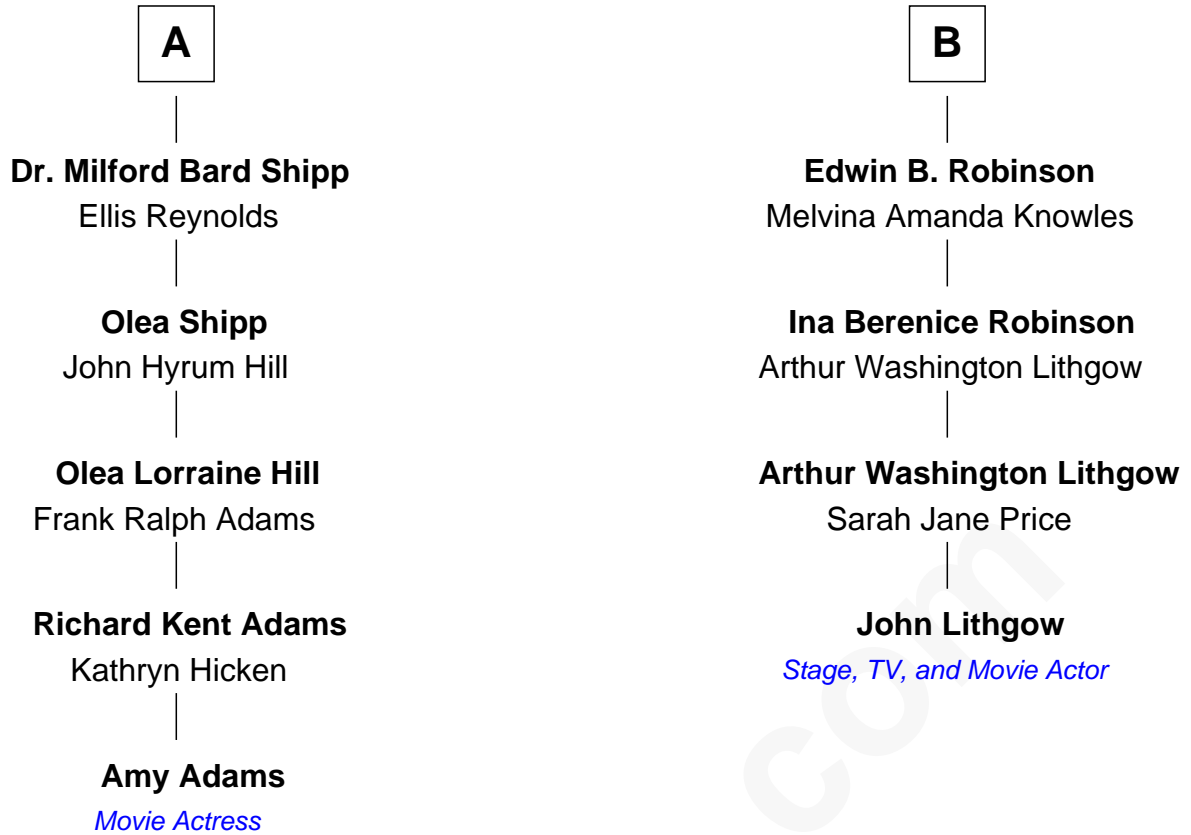 A
Dr. Milford Bard Shipp
Ellis Reynolds
Olea Shipp
John Hyrum Hill
Olea Lorraine Hill
Frank Ralph Adams
Richard Kent Adams
Kathryn Hicken
Amy Adams
Movie Actress
B
Edwin B. Robinson
Melvina Amanda Knowles
Ina Berenice Robinson
Arthur Washington Lithgow
Arthur Washington Lithgow
Sarah Jane Price
John Lithgow
Stage, TV, and Movie Actor
com